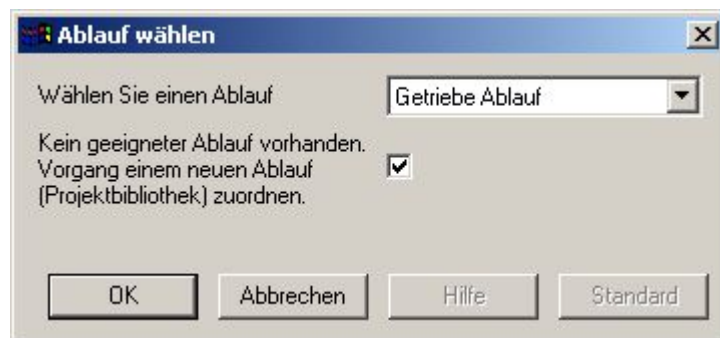 Ablauf wählen
Wählen Sie einen Ablauf
Getriebe Ablauf
Kein geeigneter Ablauf vorhanden.
Vorgang einem neuen Ablauf
(Projektbibliothek) zuordnen.
OK
Abbrechen
Hilfe
Standard